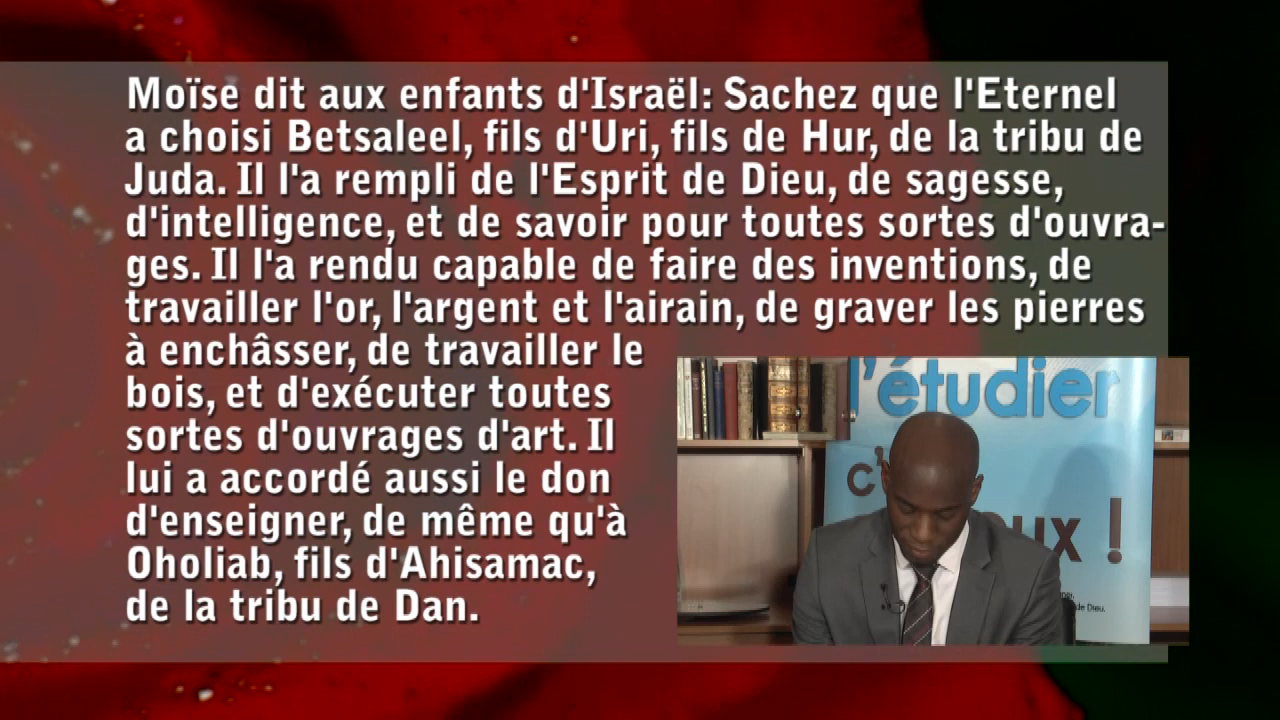 Moïse dit aux enfants d'Israël: Sachez que l'Eternel
a choisi Betsaleel, fils d'Uri, fils de Hur, de la tribu de
Juda. Il l'a rempli de l'Esprit de Dieu, de sagesse,
d'intelligence, et de savoir pour toutes sortes d'ouvra-
ges. Il l'a rendu capable de faire des inventions, de
travailler l'or, l'argent et l'airain, de graver les pierres
à enchâsser, de travailler le
bois, et d'exécuter toutes
sortes d'ouvrages d'art. Il
lui a accordé aussi le don
d'enseigner, de même qu'à
Oholiab, fils d'Ahisamac,
de la tribu de Dan.
l'étudier
!
de Dieu.